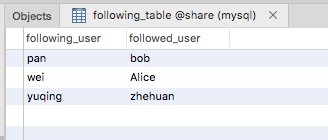 Objects following_table @share (mysql)
following_user followed_user
pan bob
wei Alice
yuqing zhehuan